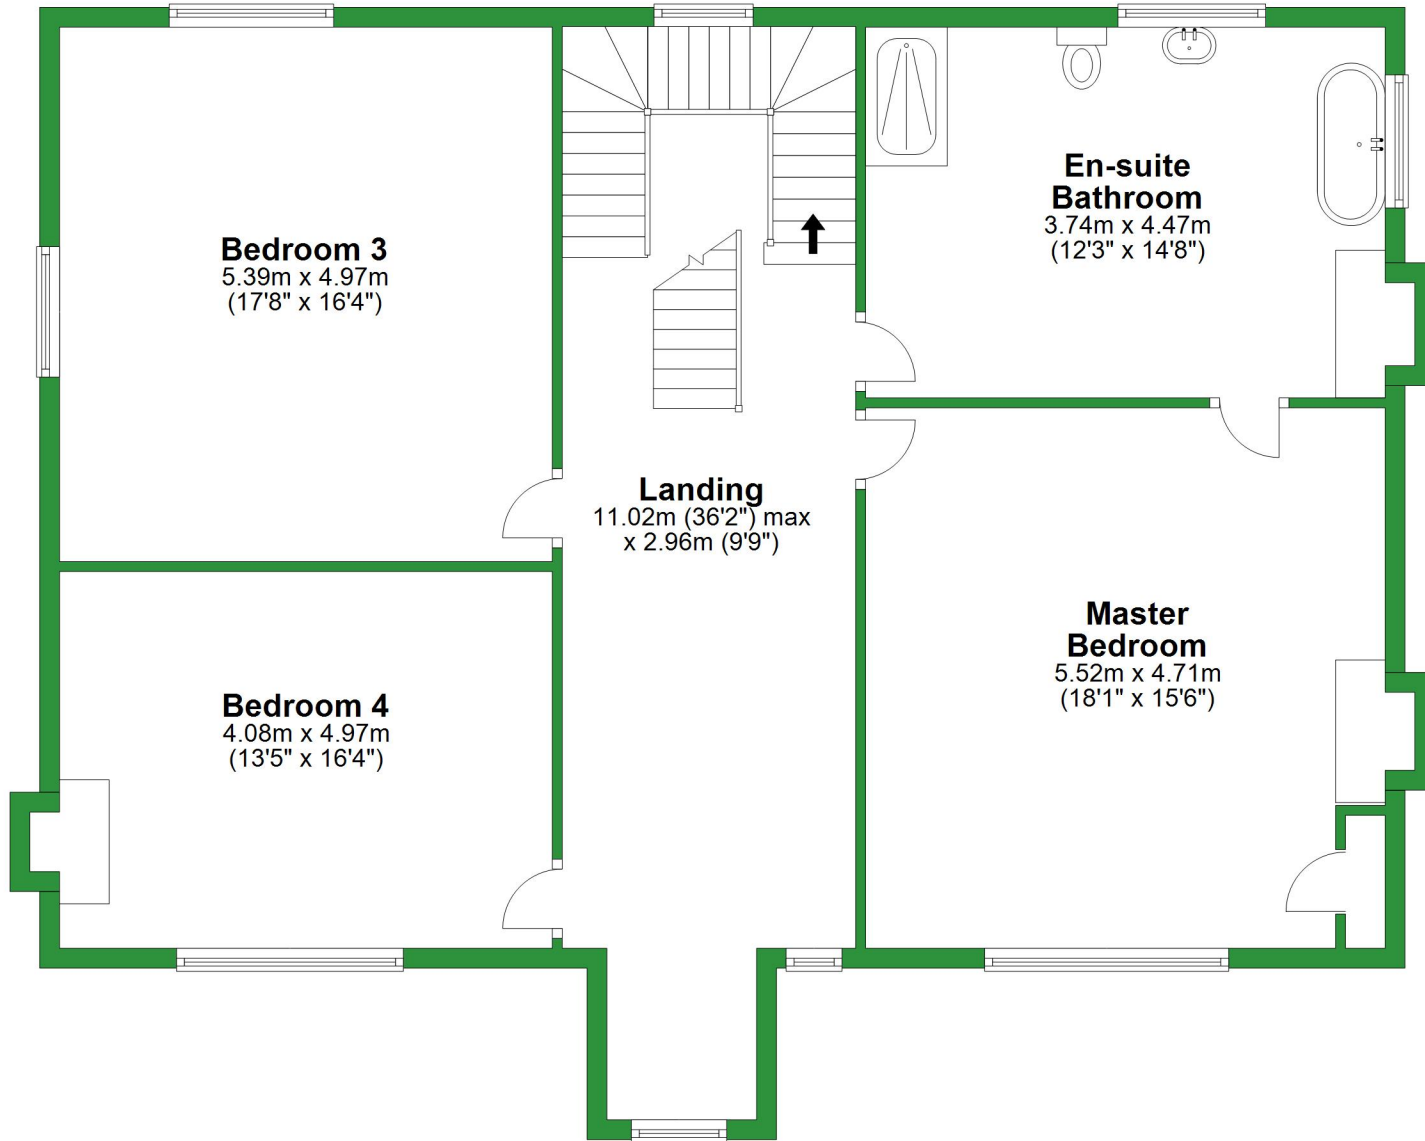 Bedroom 3
5.39m x 4.97m
(17'8" x 16'4")
En-suite
Bathroom
3.74m x 4.47m
(12'3" x 14'8")
Landing
11.02m (36'2") max
x 2.96m (9'9")
Master
Bedroom
5.52m x 4.71m
(18'1" x 15'6")
Bedroom 4
4.08m x 4.97m
(13'5" x 16'4")